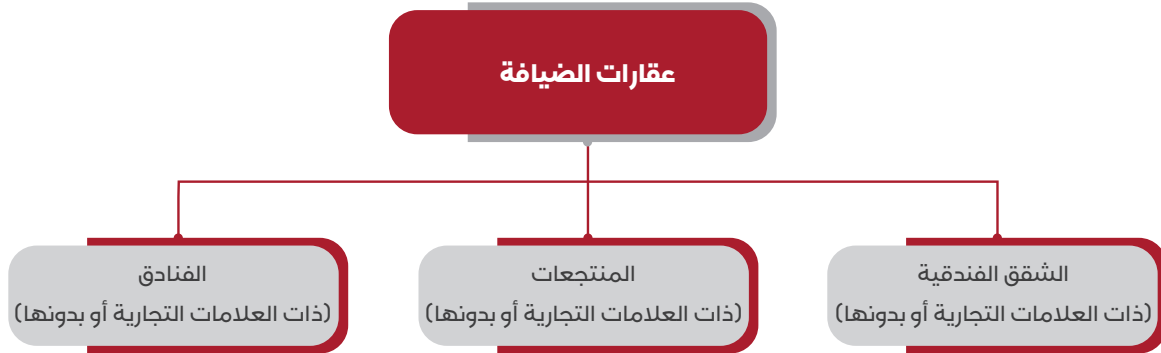 عقارات الضيافة
الشقق الفندقية
(ذات العلامات التجارية أو بدونها)
المنتجعات
(ذات العلامات التجارية أو بدونها)
الفنادق
(ذات العلامات التجارية أو بدونها)